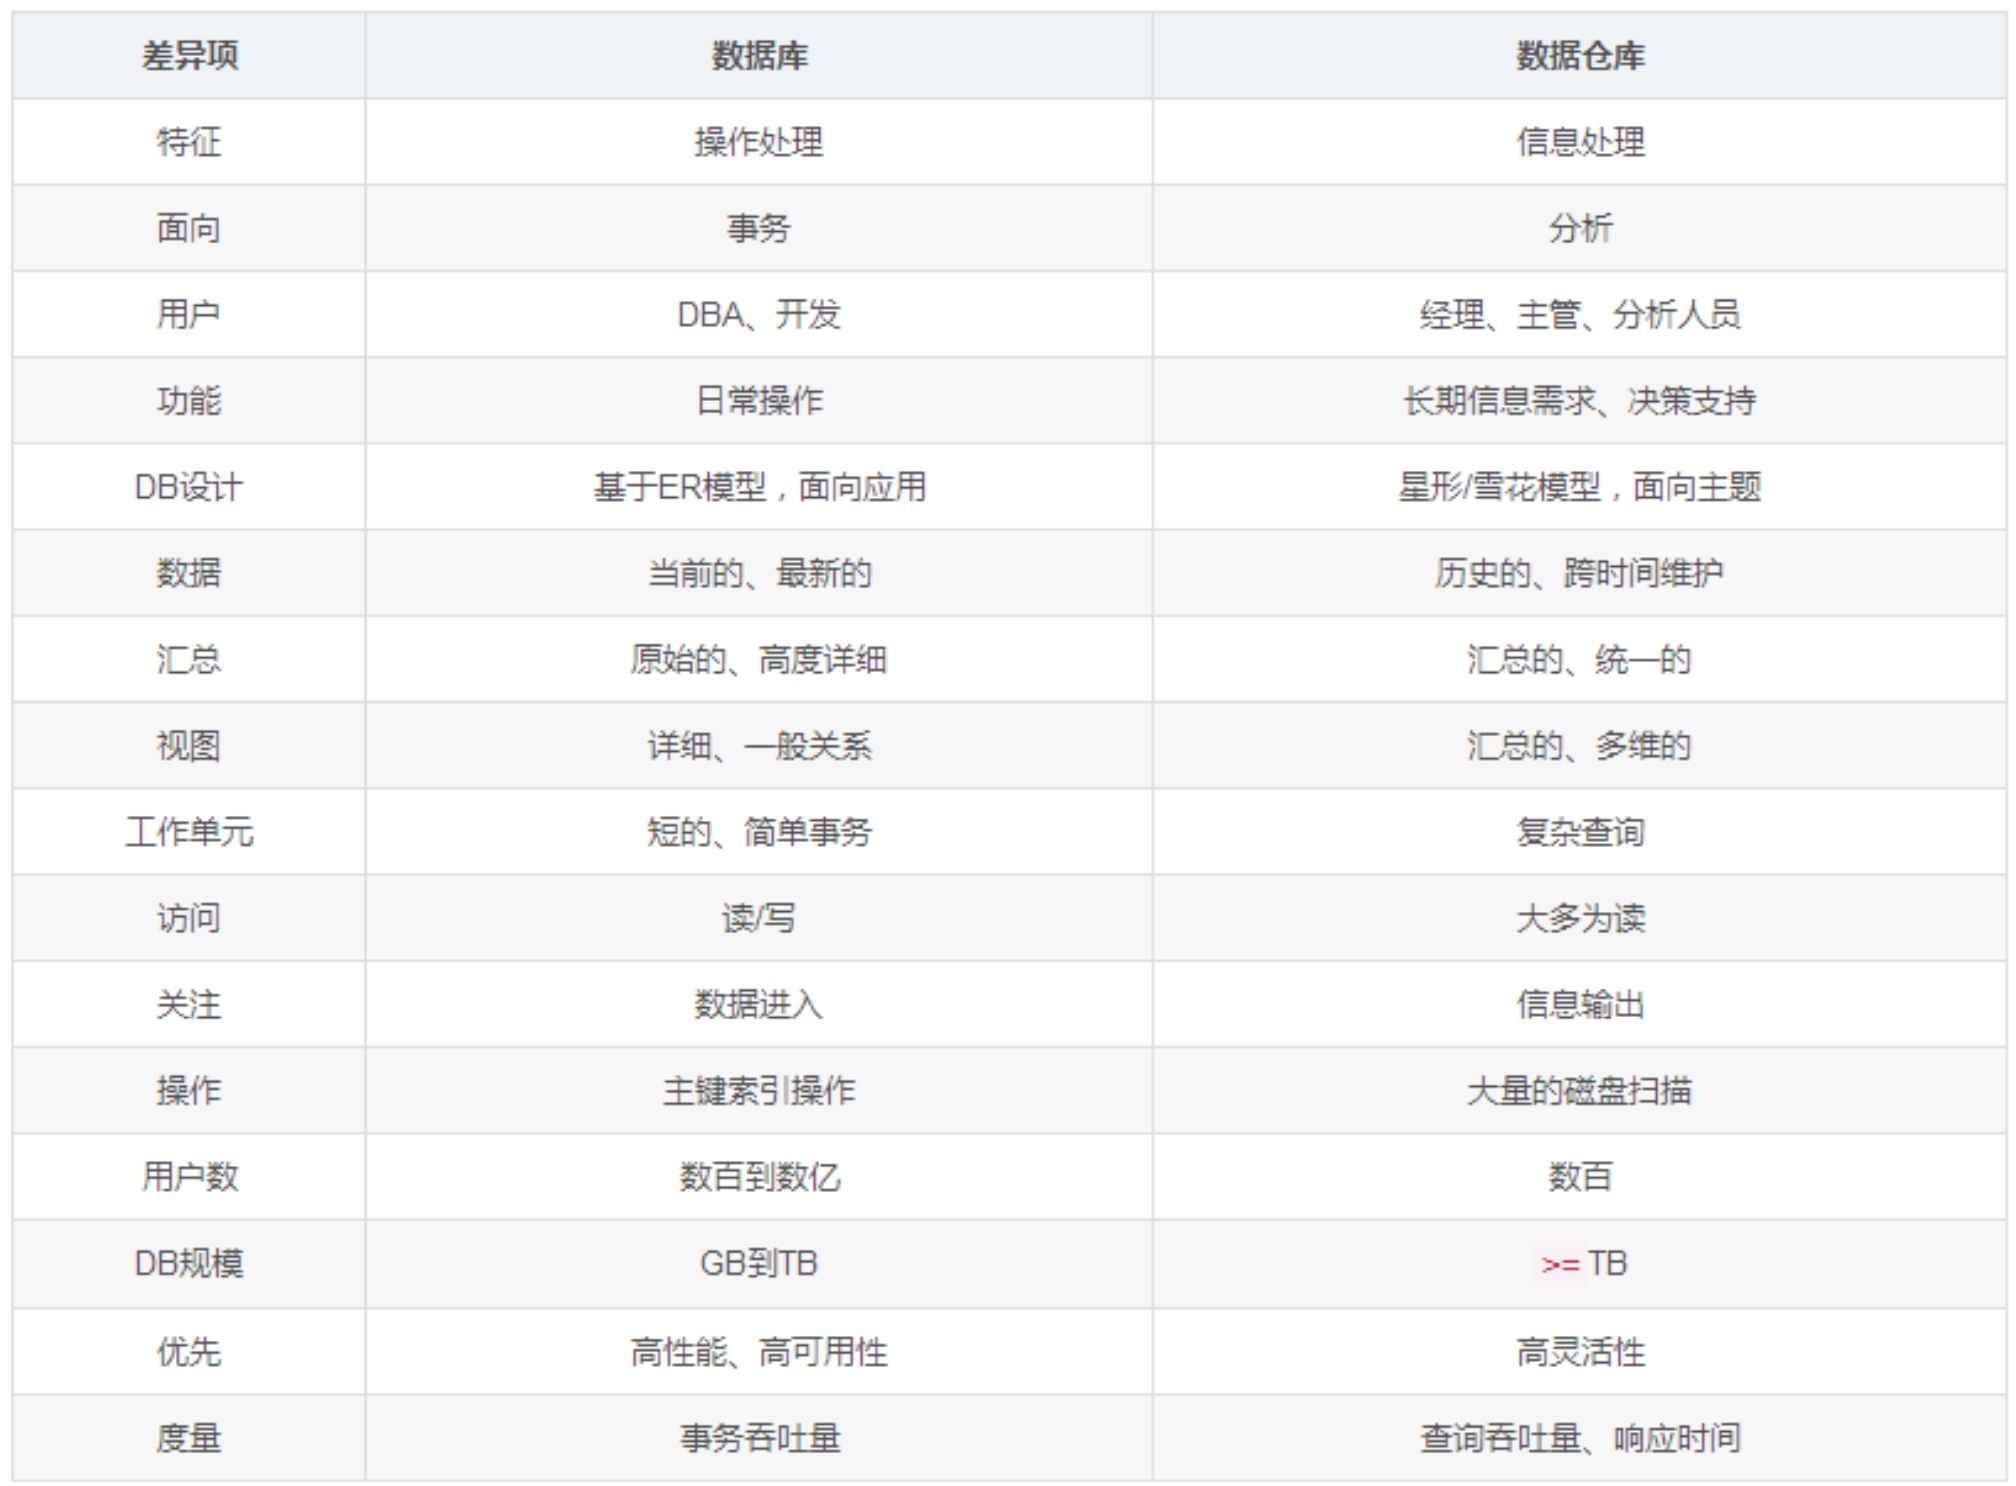 差异项 数据库 数据仓库
特征 操作处理 信息处理
面向 事务 分析
用户 DBA、开发 经理、主管、分析人员
功能 日常操作 长期信息需求、决策支持
DB设计 基于ER模型，面向应用 星形/雪花模型，面向主题
数据 当前的、最新的 历史的、跨时间维护
汇总 原始的、高度详细 汇总的、统一的
视图 详细、一般关系 汇总的、多维的
工作单元 短的、简单事务 复杂查询
访问 读/写 大多为读
关注 数据进入 信息输出
操作 主键索引操作 大量的磁盘扫描
用户数 数百到数亿 数百
DB规模 GB到TB >=TB
优先 高性能、高可用性 高灵活性
度量 事务吞吐量 查询吞吐量、响应时间